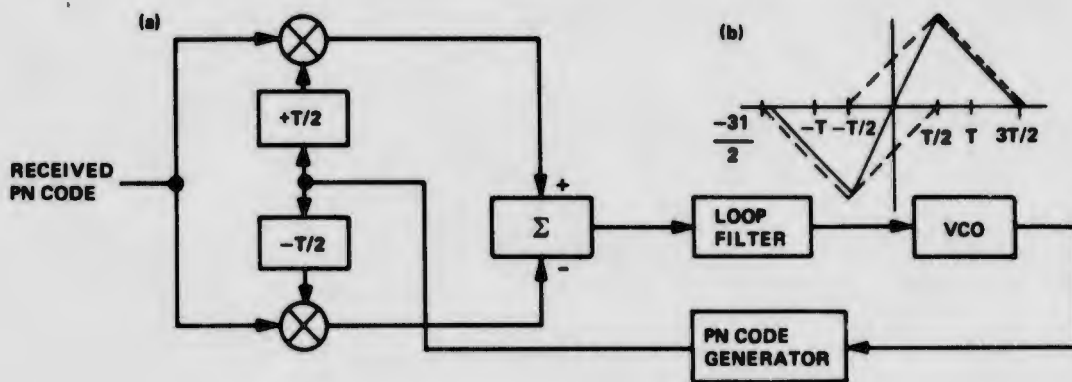 (a)
(b)
+T/2
-31
2
-T
-T/2
T/2
T
3T/2
RECEIVED
PN CODE
-T/2
+
Σ
-
LOOP
FILTER
VCO
PN CODE
GENERATOR